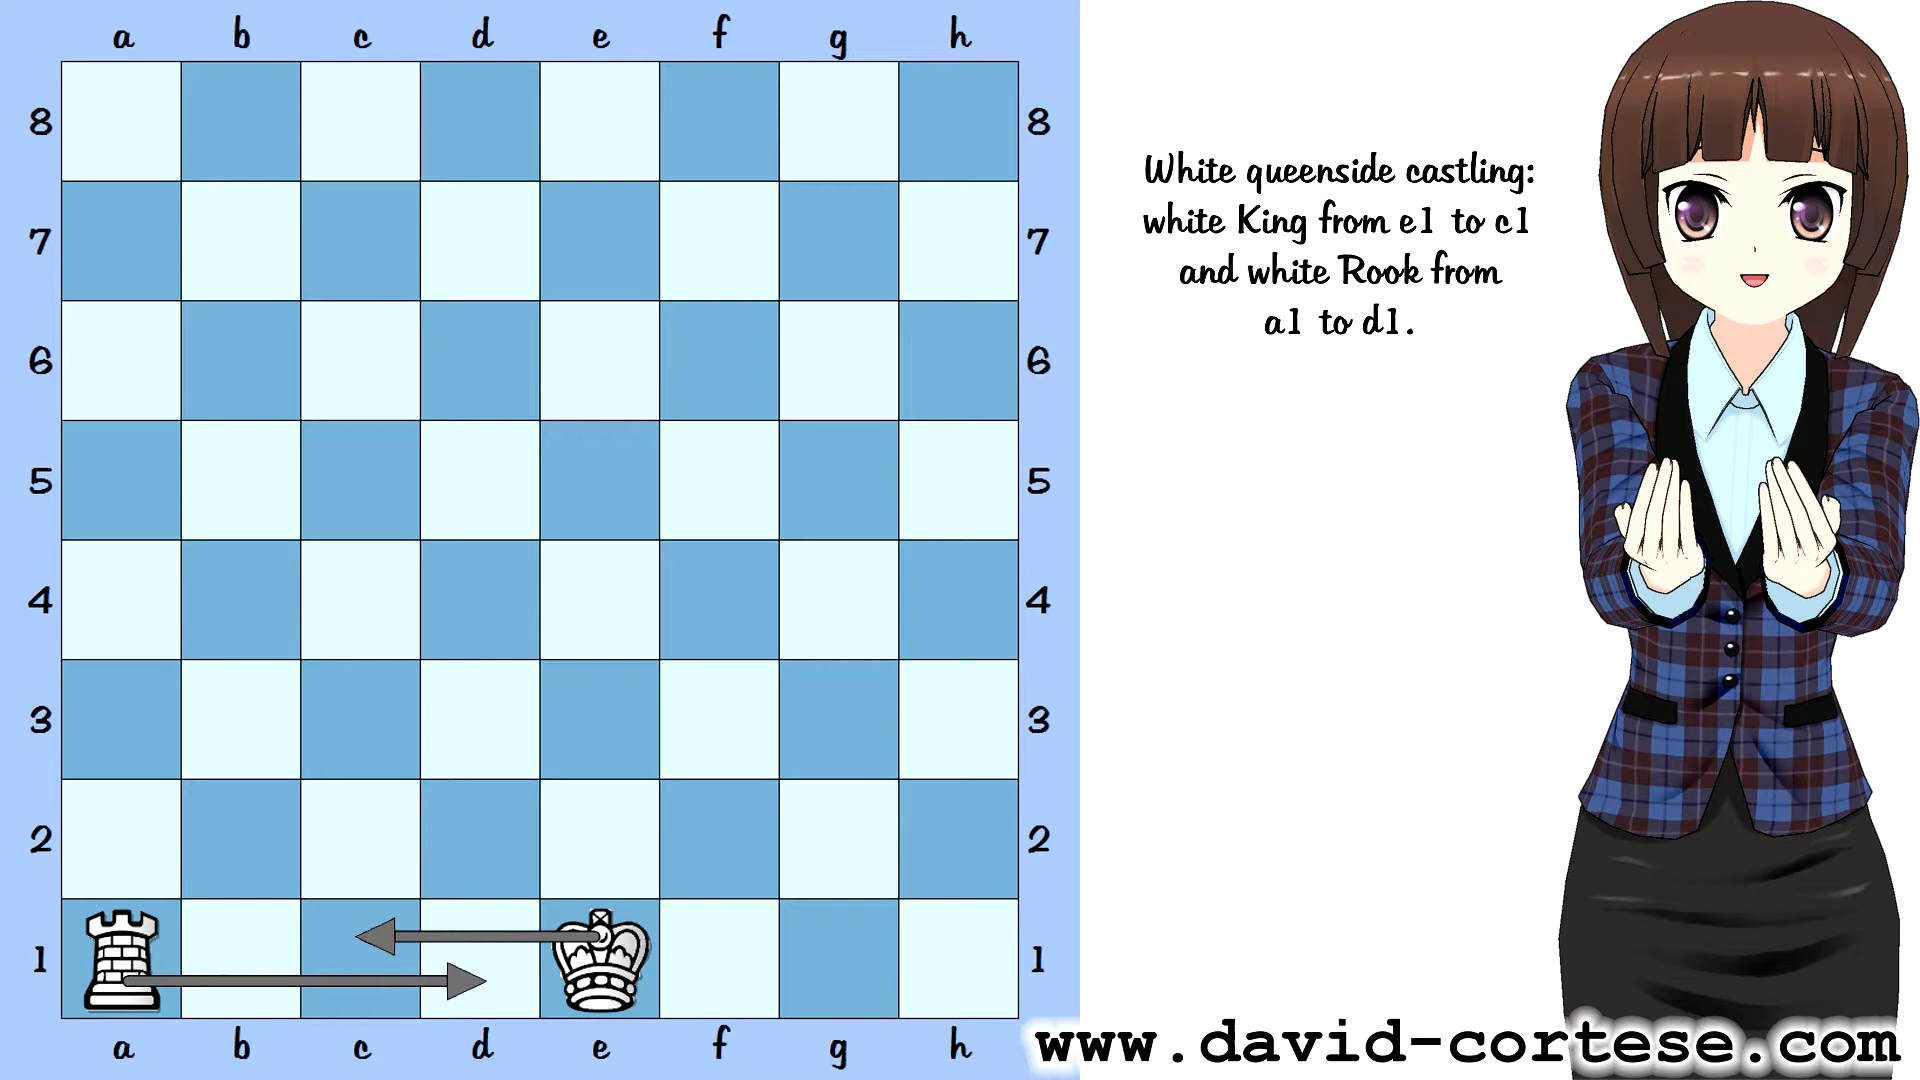 a b c d e f g h
8 8
7 7
6 6
5 5
4 4
3 3
2 2
1 1
a b c d e f g h
White queenside castling:
white King from e1 to c1
and white Rook from
a1 to d1.
www.david-cortese.com